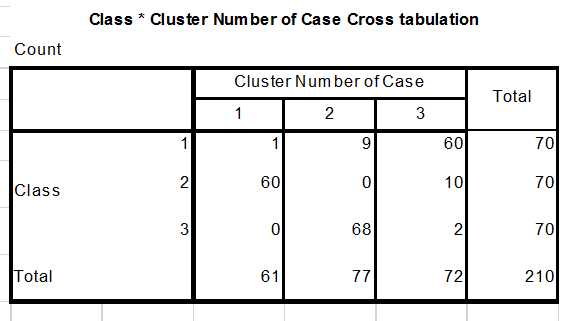 Class * Cluster Number of Case Cross tabulation
Count
Cluster Number of Case Total
1 2 3
1 1 9 60 70
Class 2 60 0 10 70
3 0 68 2 70
Total 61 77 72 210